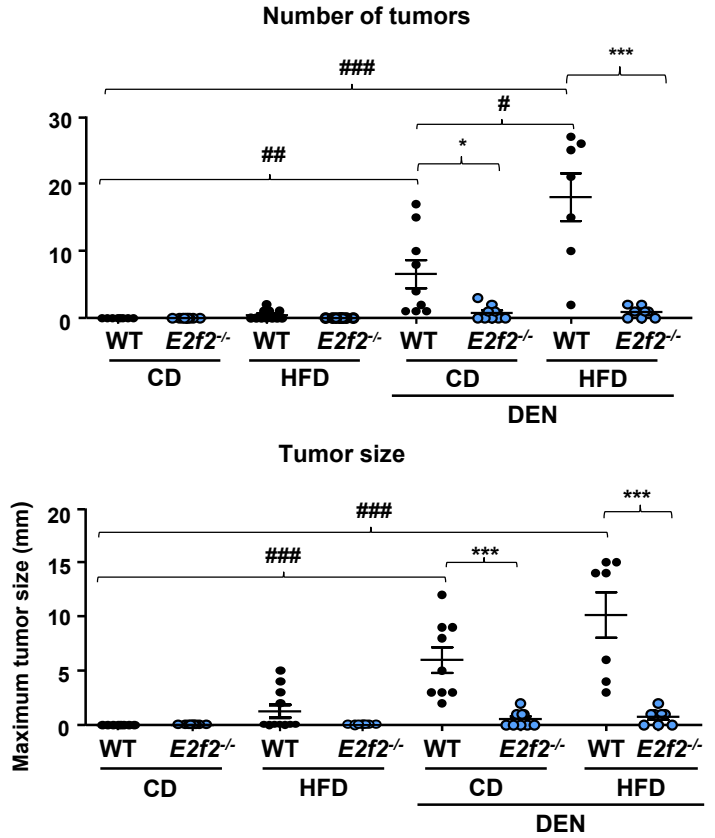 Number of tumors
***
###
#
*
##
30
20
10
0
WT E2f2-/- WT E2f2-/- WT E2f2-/- WT E2f2-/-
CD HFD CD HFD
DEN
Tumor size
Maximum tumor size (mm)
***
###
###
***
20
15
10
5
0
WT E2f2-/- WT E2f2-/- WT E2f2-/- WT E2f2-/-
CD HFD CD HFD
DEN